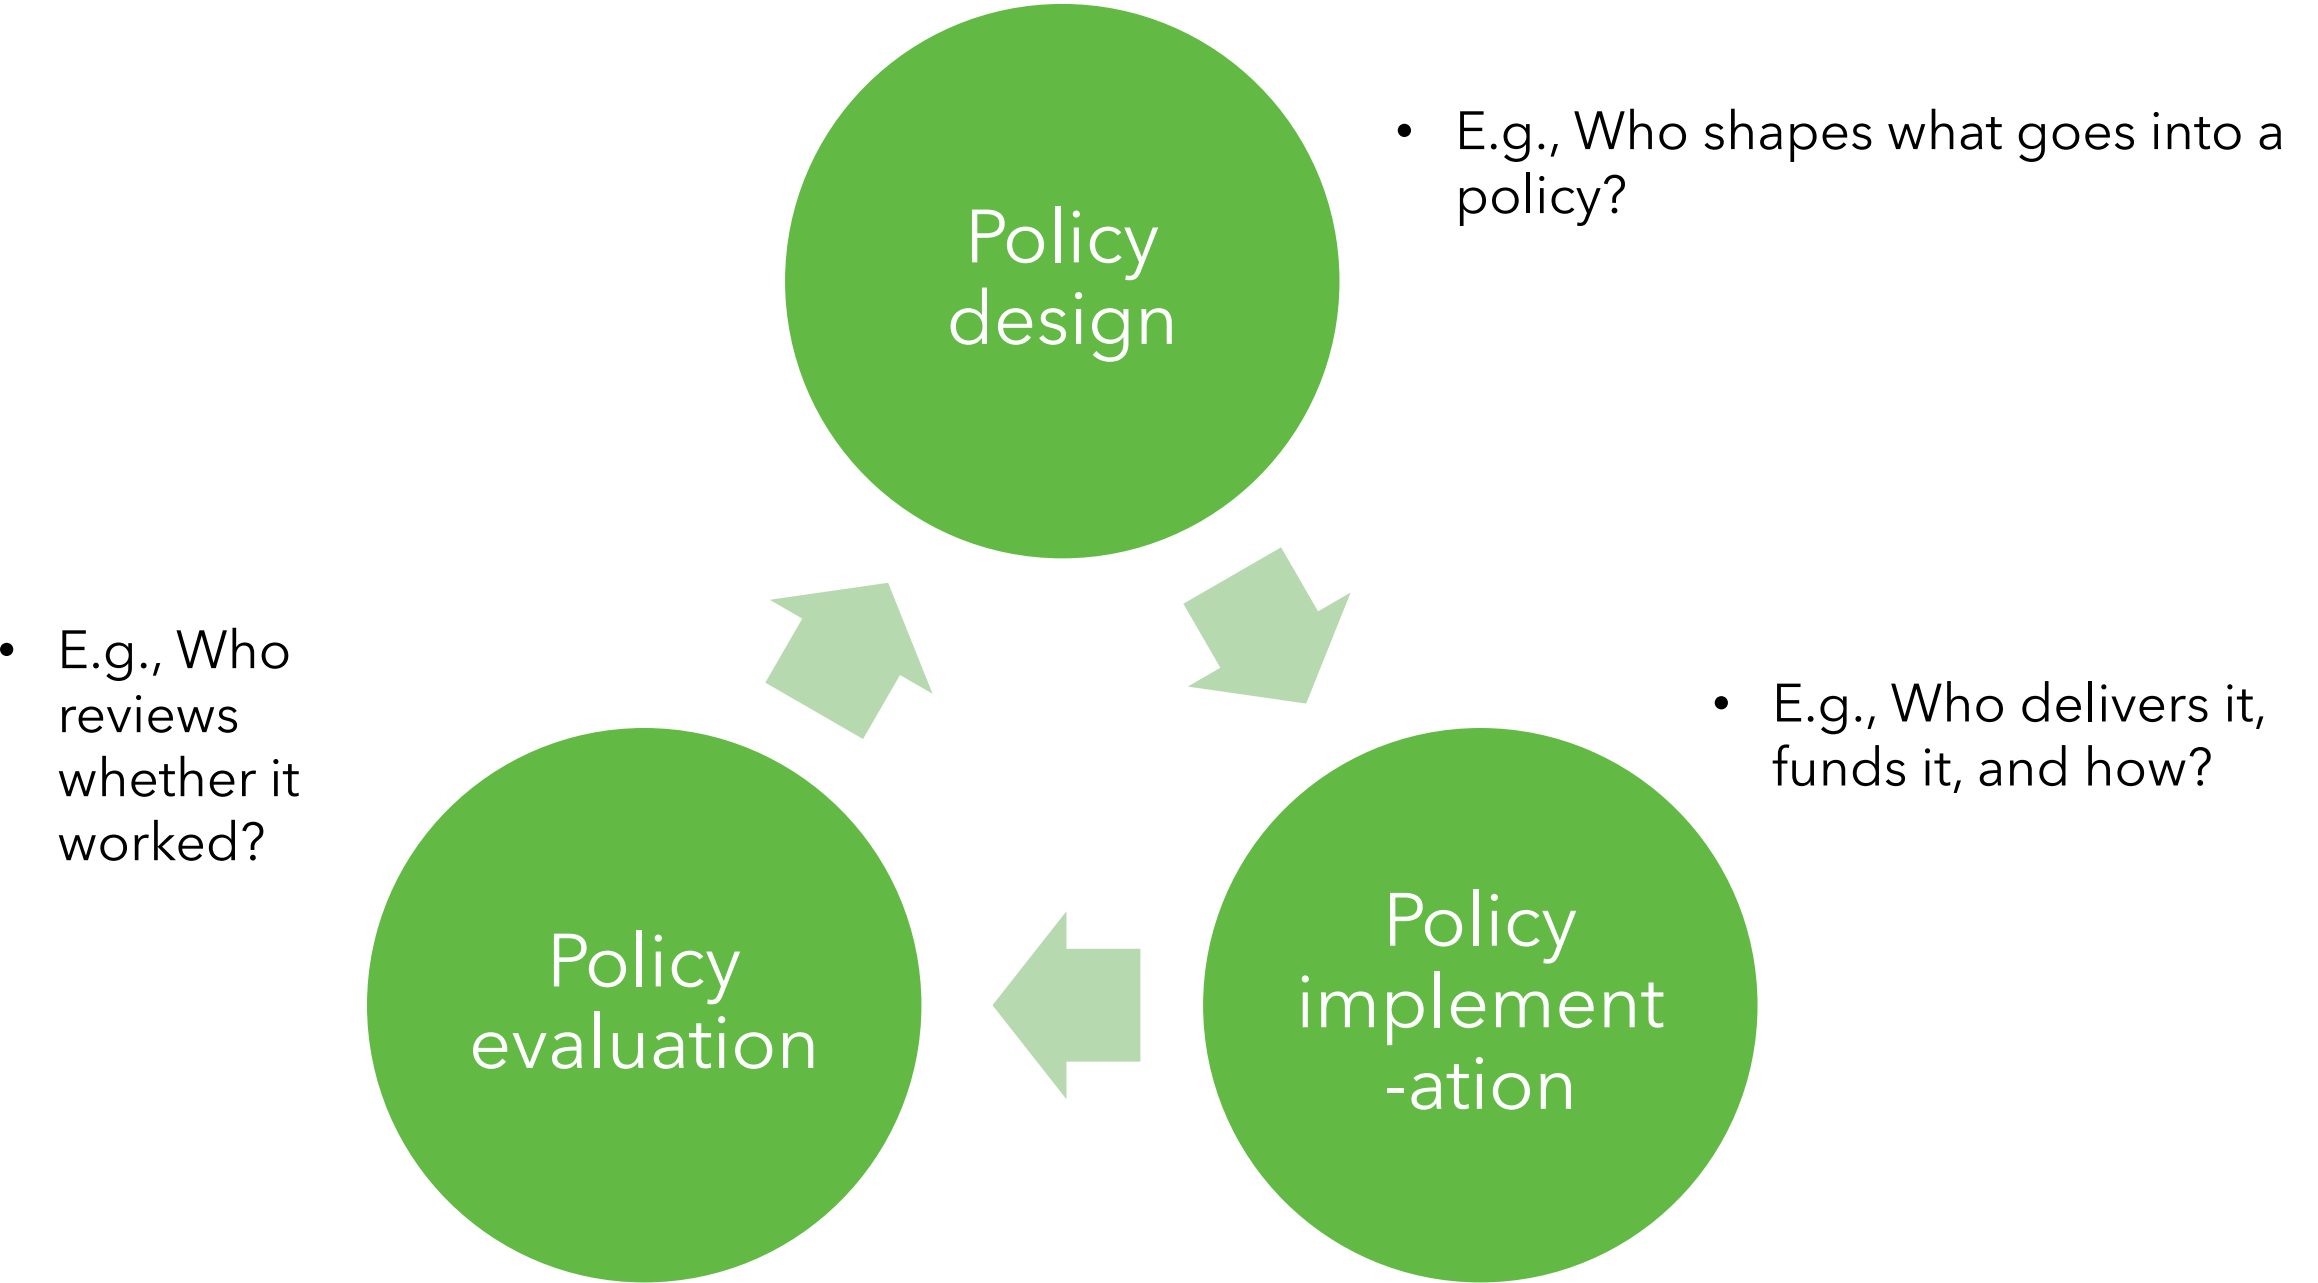 Policy
design
• E.g., Who shapes what goes into a
policy?
• E.g., Who delivers it,
funds it, and how?
Policy
implement
-ation
Policy
evaluation
• E.g., Who
reviews
whether it
worked?